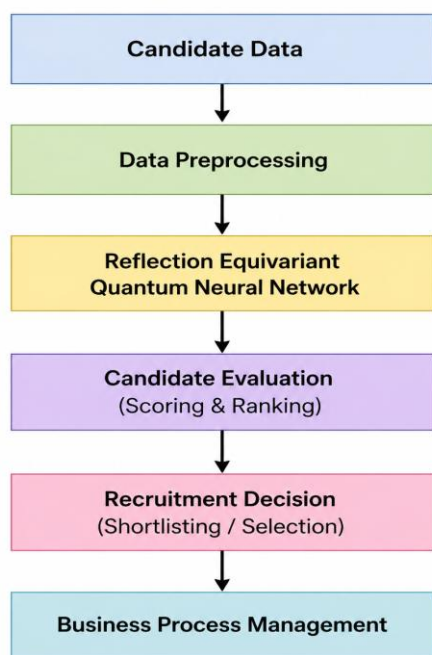 Candidate Data
Data Preprocessing
Reflection Equivariant
Quantum Neural Network
Candidate Evaluation
(Scoring & Ranking)
Recruitment Decision
(Shortlisting / Selection)
Business Process Management